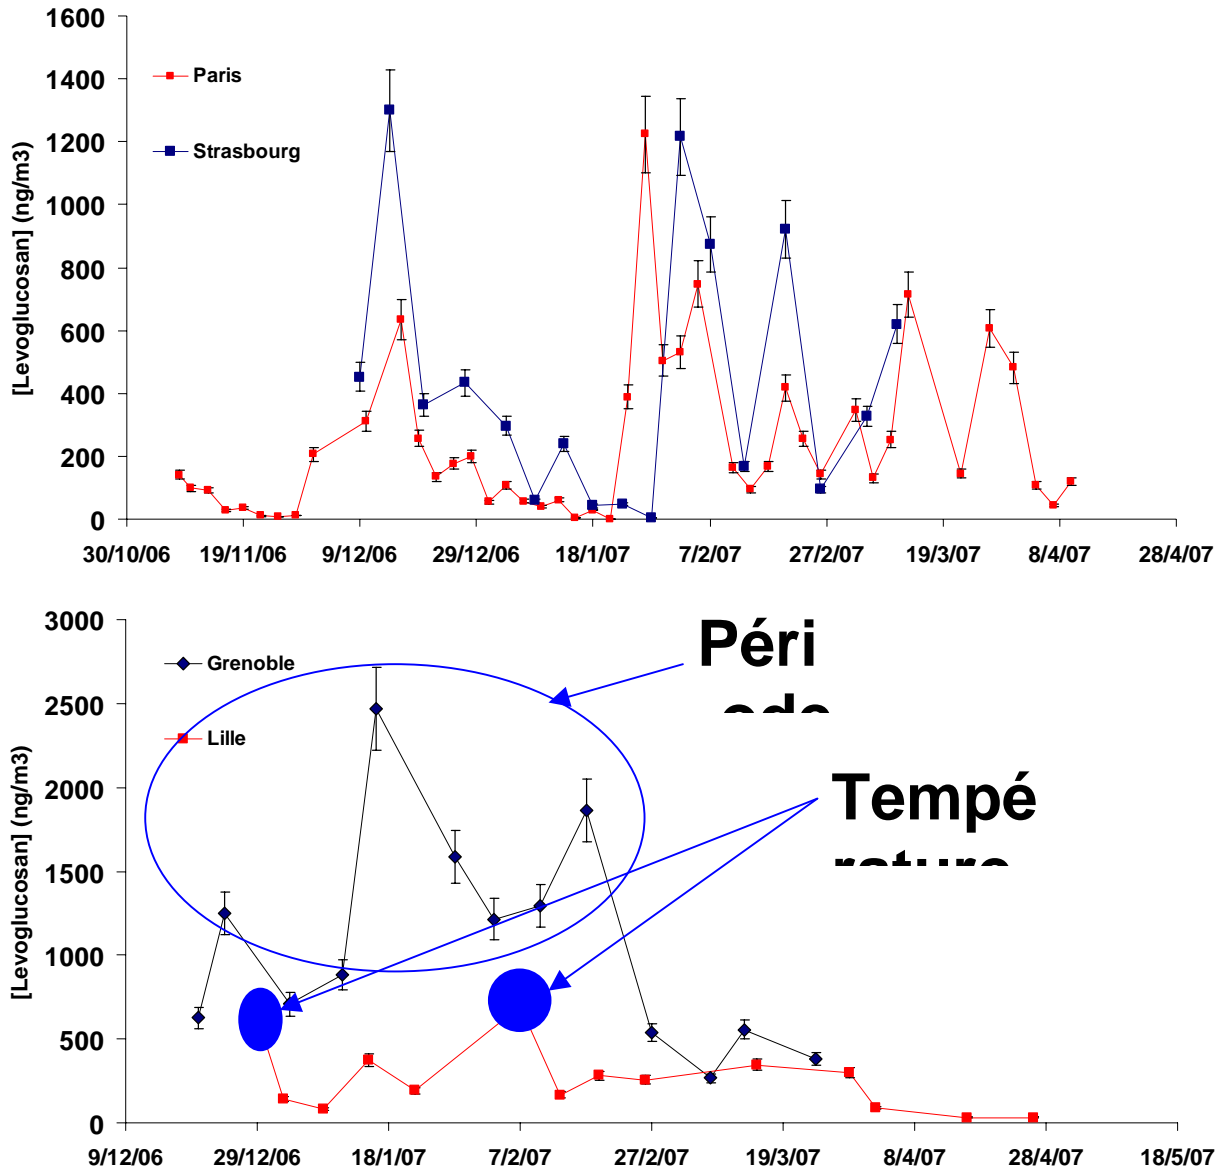 1600
1400
1200
1000
800
600
400
200
0
[Levoglucosan] (ng/m3)
Paris
Strasbourg
30/10/06 19/11/06 9/12/06 29/12/06 18/1/07 7/2/07 27/2/07 19/3/07 8/4/07 28/4/07
3000
2500
2000
1500
1000
500
0
[Levoglucosan] (ng/m3)
Grenoble
Lille
Péri
ode
Tempé
rature
9/12/06 29/12/06 18/1/07 7/2/07 27/2/07 19/3/07 8/4/07 28/4/07 18/5/07